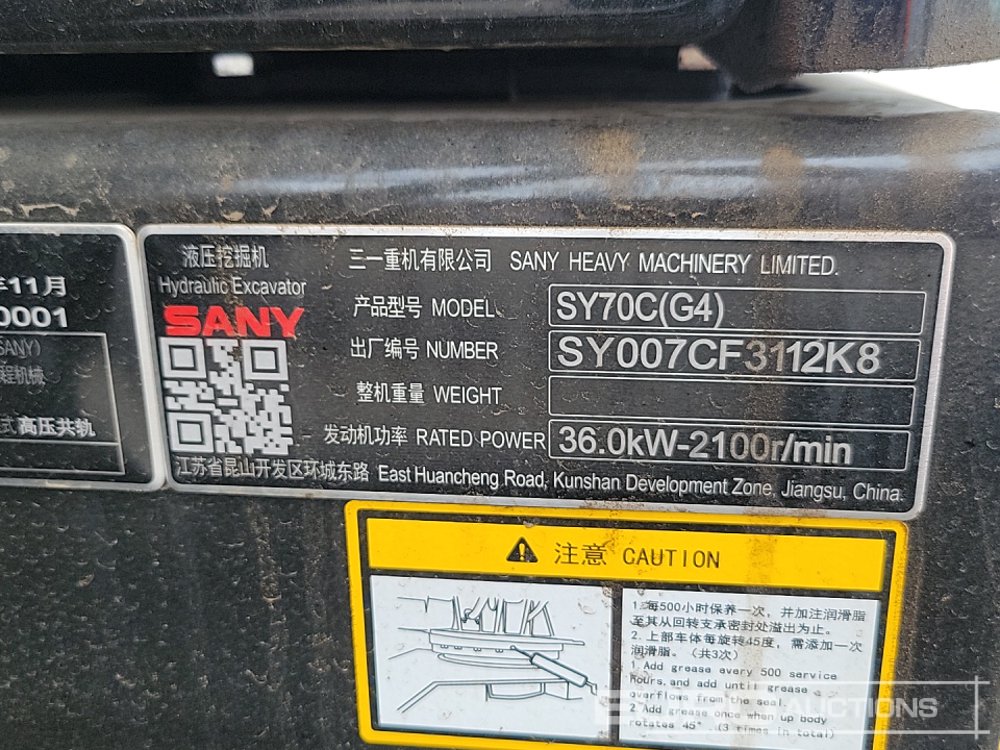 年11月
0001
SANY)
程机械
式 高压共轨
液压挖掘机
Hydraulic Excavator
SANY
三一重机有限公司 SANY HEAVY MACHINERY LIMITED.
产品型号 MODEL SY70C(G4)
出厂编号 NUMBER SY007CF3112K8
整机重量 WEIGHT
发动机功率 RATED POWER 36.0kW-2100r/min
江苏省昆山开发区环城东路 East Huancheng Road, Kunshan Development Zone, Jiangsu, China.
注意 CAUTION
1.每500小时保养一次，并加注润滑脂
至其从回转支承密封处溢出为止。
2.上部车体每旋转45度，需添加一次
润滑脂。（共3次）
1.Add grease every 500 service
hours,and add until grease
overflows from the seal.
2.Add grease once when up body
rotates 45°.(3 times in total)
AUCTIONS